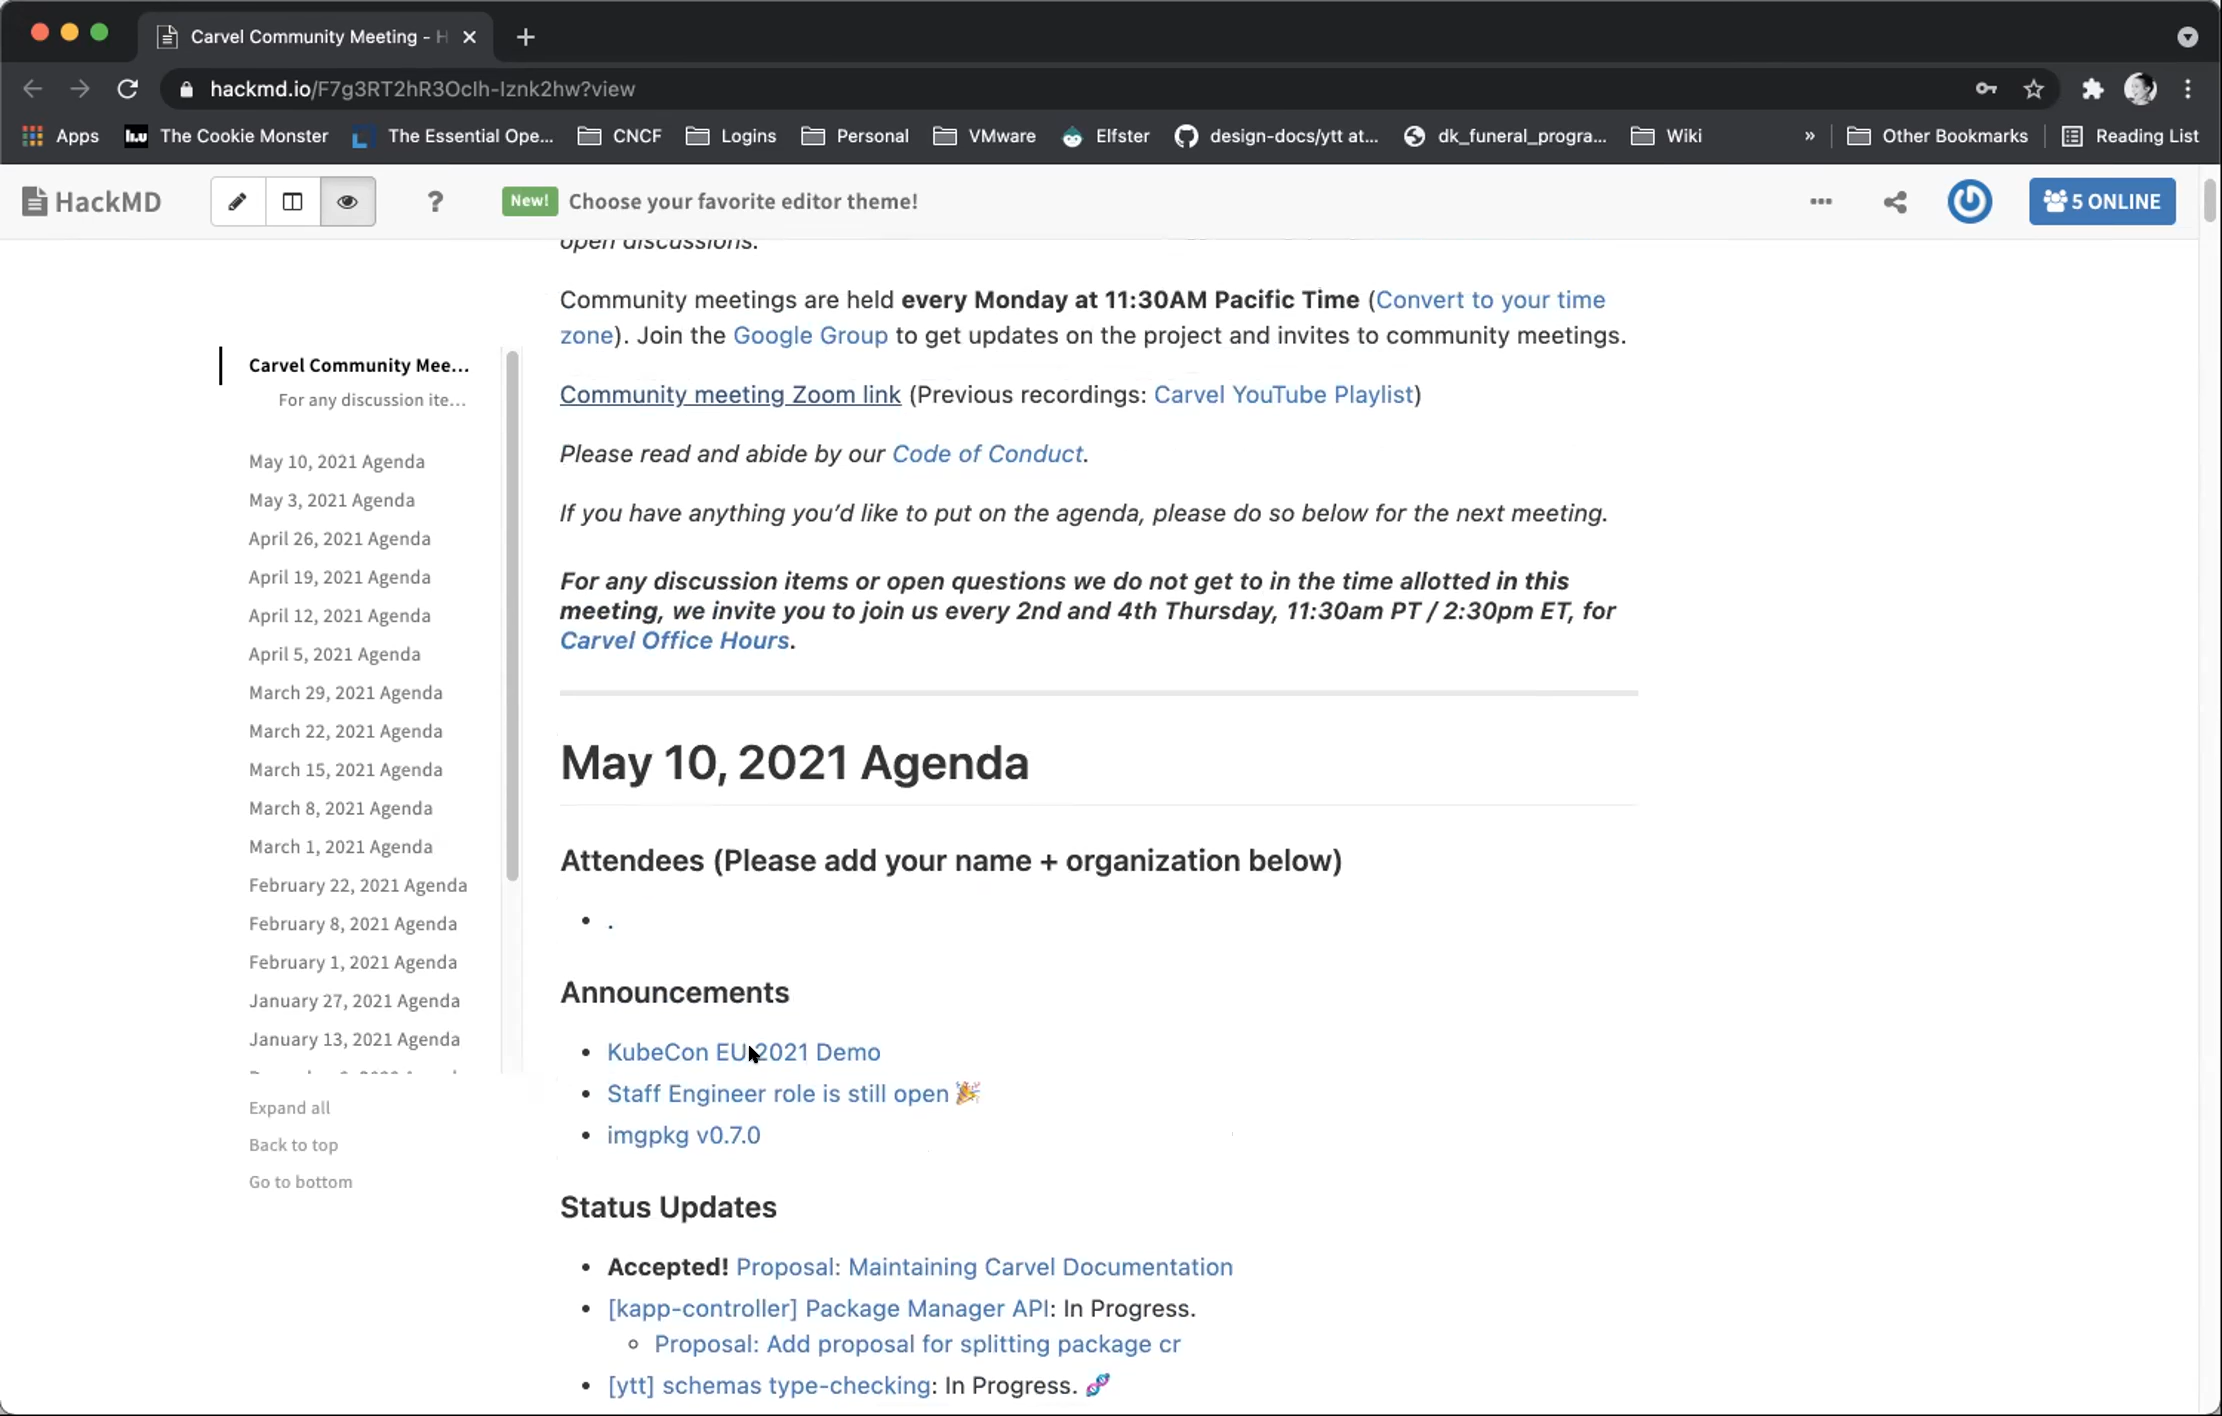 Carvel Community Meeting - H
hackmd.io/F7g3RT2hR3OcIh-Iznk2hw?view
Apps
The Cookie Monster
The Essential Ope...
CNCF
Logins
Personal
VMware
Elfster
design-docs/ytt at...
dk_funeral_progra...
Wiki
»
Other Bookmarks
Reading List
HackMD
?
New!
Choose your favorite editor theme!
5 ONLINE
open discussions.
Community meetings are held every Monday at 11:30AM Pacific Time (Convert to your time
zone). Join the Google Group to get updates on the project and invites to community meetings.
Community meeting Zoom link (Previous recordings: Carvel YouTube Playlist)
Please read and abide by our Code of Conduct.
If you have anything you’d like to put on the agenda, please do so below for the next meeting.
For any discussion items or open questions we do not get to in the time allotted in this
meeting, we invite you to join us every 2nd and 4th Thursday, 11:30am PT / 2:30pm ET, for
Carvel Office Hours.
Carvel Community Mee...
For any discussion ite...
May 10, 2021 Agenda
May 3, 2021 Agenda
April 26, 2021 Agenda
April 19, 2021 Agenda
April 12, 2021 Agenda
April 5, 2021 Agenda
March 29, 2021 Agenda
March 22, 2021 Agenda
March 15, 2021 Agenda
March 8, 2021 Agenda
March 1, 2021 Agenda
February 22, 2021 Agenda
February 8, 2021 Agenda
February 1, 2021 Agenda
January 27, 2021 Agenda
January 13, 2021 Agenda
Expand all
Back to top
Go to bottom
May 10, 2021 Agenda
Attendees (Please add your name + organization below)
• .
Announcements
• KubeCon EU 2021 Demo
• Staff Engineer role is still open 🎉
• imgpkg v0.7.0
Status Updates
• Accepted! Proposal: Maintaining Carvel Documentation
• [kapp-controller] Package Manager API: In Progress.
◦ Proposal: Add proposal for splitting package cr
• [ytt] schemas type-checking: In Progress. 🧬